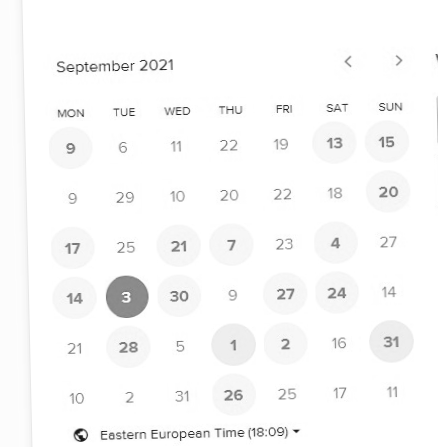 September 2021
MON TUE WED THU FRI SAT SUN
9 6 11 22 19 13 15
9 29 10 20 22 18 20
17 25 21 7 23 4 27
14 3 30 9 27 24 14
21 28 5 1 2 16 31
10 2 31 26 25 17 11
Eastern European Time (18:09)